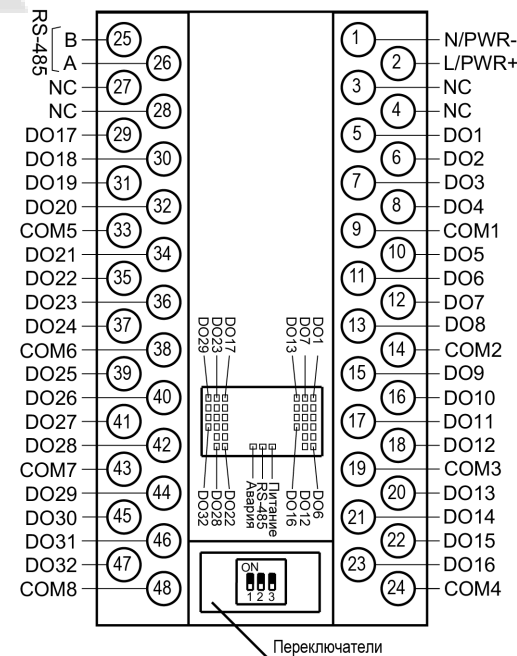 RS-485
B 25
A 26
NC 27
NC 28
DO17 29
DO18 30
DO19 31
DO20 32
COM5 33
DO21 34
DO22 35
DO23 36
DO24 37
COM6 38
DO25 39
DO26 40
DO27 41
DO28 42
COM7 43
DO29 44
DO30 45
DO31 46
DO32 47
COM8 48
DO29 DO23 DO17
DO13 DO7 DO1
DO32 DO28 DO22
Авария
RS-485
Питание
DO16 DO12 DO6
ON
1 2 3
1 N/PWR-
2 L/PWR+
3 NC
4 NC
5 DO1
6 DO2
7 DO3
8 DO4
9 COM1
10 DO5
11 DO6
12 DO7
13 DO8
14 COM2
15 DO9
16 DO10
17 DO11
18 DO12
19 COM3
20 DO13
21 DO14
22 DO15
23 DO16
24 COM4
Переключатели